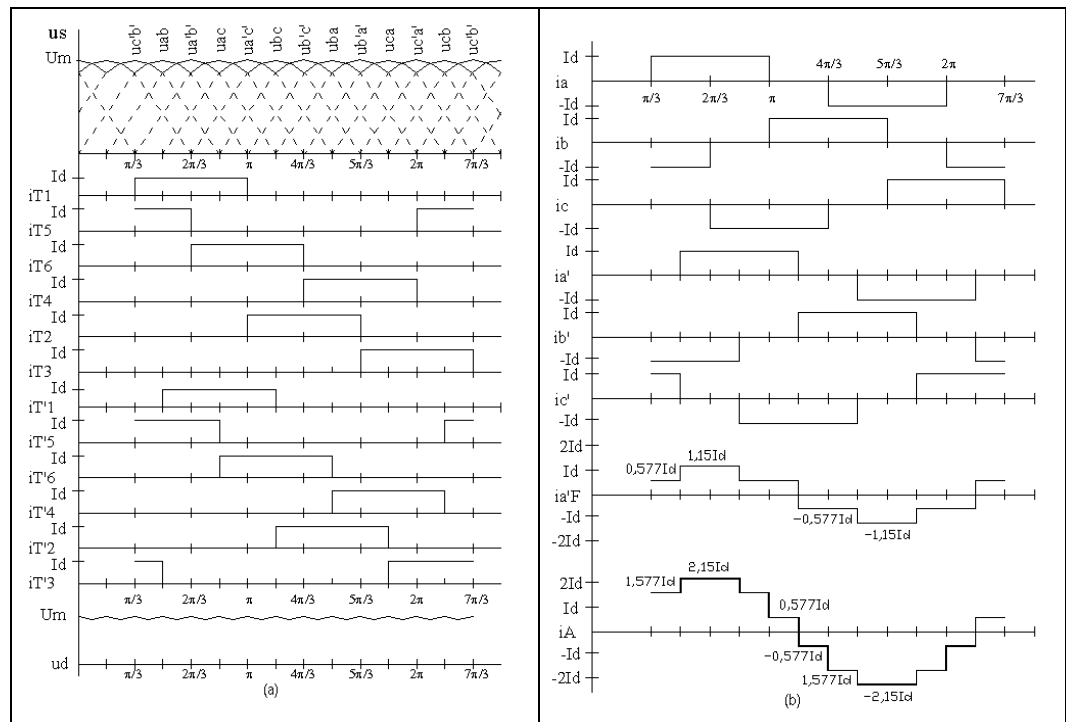 us
uc'b' uab ua'b' uac ua'c' ubc ub'c' uba ub'a' uca uc'a' ucb uc'b'
Um
π/3 2π/3 π 4π/3 5π/3 2π 7π/3
Id
iT1
Id
iT5
Id
iT6
Id
iT4
Id
iT2
Id
iT3
Id
iT'1
Id
iT'5
Id
iT'6
Id
iT'4
Id
iT'2
Id
iT'3
π/3 2π/3 π 4π/3 5π/3 2π 7π/3
Um
ud
π/3 2π/3 π 4π/3 5π/3 2π 7π/3
(a)
Id
4π/3 5π/3 2π
ia
π/3 2π/3 π 7π/3
-Id
Id
ib
-Id
Id
ic
-Id
Id
ia'
-Id
Id
ib'
-Id
Id
ic'
-Id
2Id
1,15Id
Id
0,577Id
ia'F
-Id
-0,577Id
-1,15Id
-2Id
2,15Id
2Id
1,577Id
Id
0,577Id
iA
-Id
-0,577Id
-2Id
1,577Id
-2,15Id
(b)